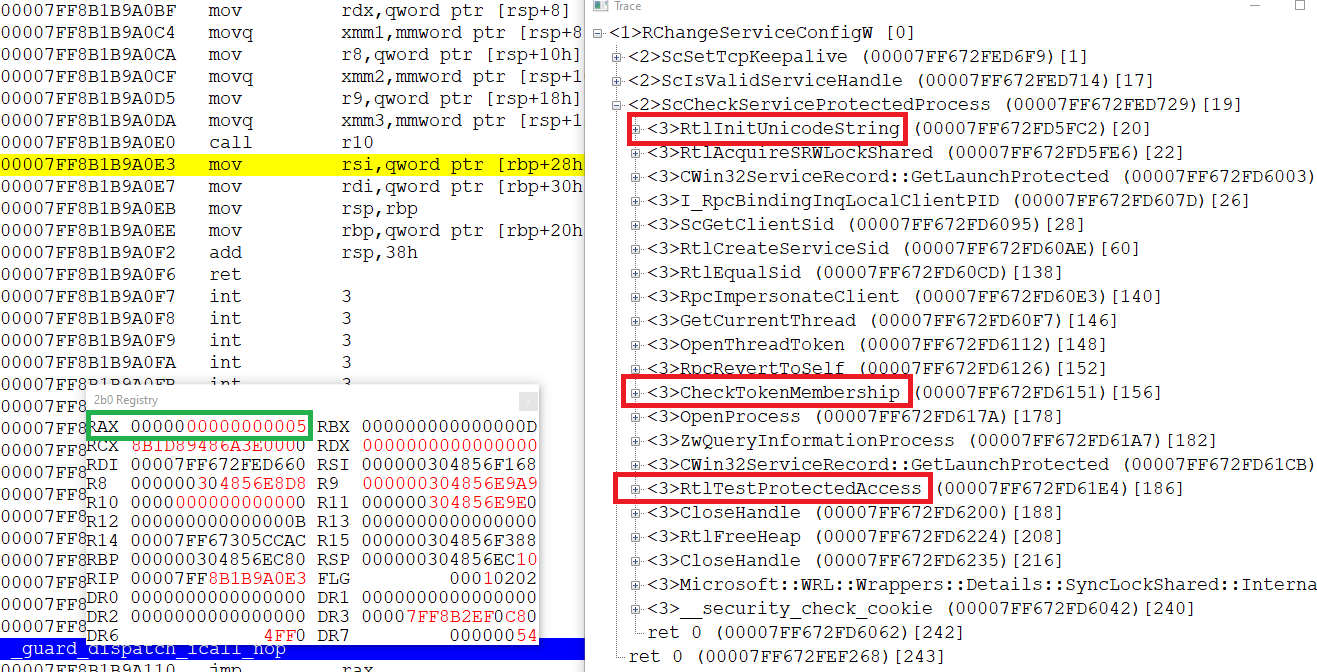 00007FF8B1B9A0BF mov rdx,qword ptr [rsp+8]
00007FF8B1B9A0C4 movq xmm1,mmword ptr [rsp+8
00007FF8B1B9A0CA mov r8,qword ptr [rsp+10h]
00007FF8B1B9A0CF movq xmm2,mmword ptr [rsp+1
00007FF8B1B9A0D5 mov r9,qword ptr [rsp+18h]
00007FF8B1B9A0DA movq xmm3,mmword ptr [rsp+1
00007FF8B1B9A0E0 call r10
00007FF8B1B9A0E3 mov rsi,qword ptr [rbp+28h
00007FF8B1B9A0E7 mov rdi,qword ptr [rbp+30h
00007FF8B1B9A0EB mov rsp,rbp
00007FF8B1B9A0EE mov rbp,qword ptr [rbp+20h
00007FF8B1B9A0F2 add rsp,38h
00007FF8B1B9A0F6 ret
00007FF8B1B9A0F7 int 3
00007FF8B1B9A0F8 int 3
00007FF8B1B9A0F9 int 3
00007FF8B1B9A0FA int 3
00007FF8B1B9A0FB int 3
00007FF8
00007FF8
00007FF8
00007FF8
00007FF8
00007FF8
00007FF8
00007FF8
00007FF8
00007FF8
00007FF8
_guard_dispatch_icall_nop
00007FF8B1B9A110 jmp rax
2b0 Registry
RAX 0000000000000005 RBX 000000000000000D
RCX 8B1D89486A3E0000 RDX 0000000000000000
RDI 00007FF672FED660 RSI 000000304856F168
R8 000000304856E8D8 R9 000000304856E9A9
R10 0000000000000000 R11 000000304856E9E0
R12 000000000000000B R13 0000000000000000
R14 00007FF67305CCAC R15 000000304856F388
RBP 000000304856EC80 RSP 000000304856EC10
RIP 00007FF8B1B9A0E3 FLG 00010202
DR0 0000000000000000 DR1 0000000000000000
DR2 0000000000000000 DR3 00007FF8B2EF0C80
DR6 4FF0 DR7 00000054
Trace
<1>RChangeServiceConfigW [0]
<2>ScSetTcpKeepalive (00007FF672FED6F9)[1]
<2>ScIsValidServiceHandle (00007FF672FED714)[17]
<2>ScCheckServiceProtectedProcess (00007FF672FED729)[19]
<3>RtlInitUnicodeString (00007FF672FD5FC2)[20]
<3>RtlAcquireSRWLockShared (00007FF672FD5FE6)[22]
<3>CWin32ServiceRecord::GetLaunchProtected (00007FF672FD6003)
<3>I_RpcBindingInqLocalClientPID (00007FF672FD607D)[26]
<3>ScGetClientSid (00007FF672FD6095)[28]
<3>RtlCreateServiceSid (00007FF672FD60AE)[60]
<3>RtlEqualSid (00007FF672FD60CD)[138]
<3>RpcImpersonateClient (00007FF672FD60E3)[140]
<3>GetCurrentThread (00007FF672FD60F7)[146]
<3>OpenThreadToken (00007FF672FD6112)[148]
<3>RpcRevertToSelf (00007FF672FD6126)[152]
<3>CheckTokenMembership (00007FF672FD6151)[156]
<3>OpenProcess (00007FF672FD617A)[178]
<3>ZwQueryInformationProcess (00007FF672FD61A7)[182]
<3>CWin32ServiceRecord::GetLaunchProtected (00007FF672FD61CB)
<3>RtlTestProtectedAccess (00007FF672FD61E4)[186]
<3>CloseHandle (00007FF672FD6200)[188]
<3>RtlFreeHeap (00007FF672FD6224)[208]
<3>CloseHandle (00007FF672FD6235)[216]
<3>Microsoft::WRL::Wrappers::Details::SyncLockShared::Interna
<3>__security_check_cookie (00007FF672FD6042)[240]
ret 0 (00007FF672FD6062)[242]
ret 0 (00007FF672FEF268)[243]